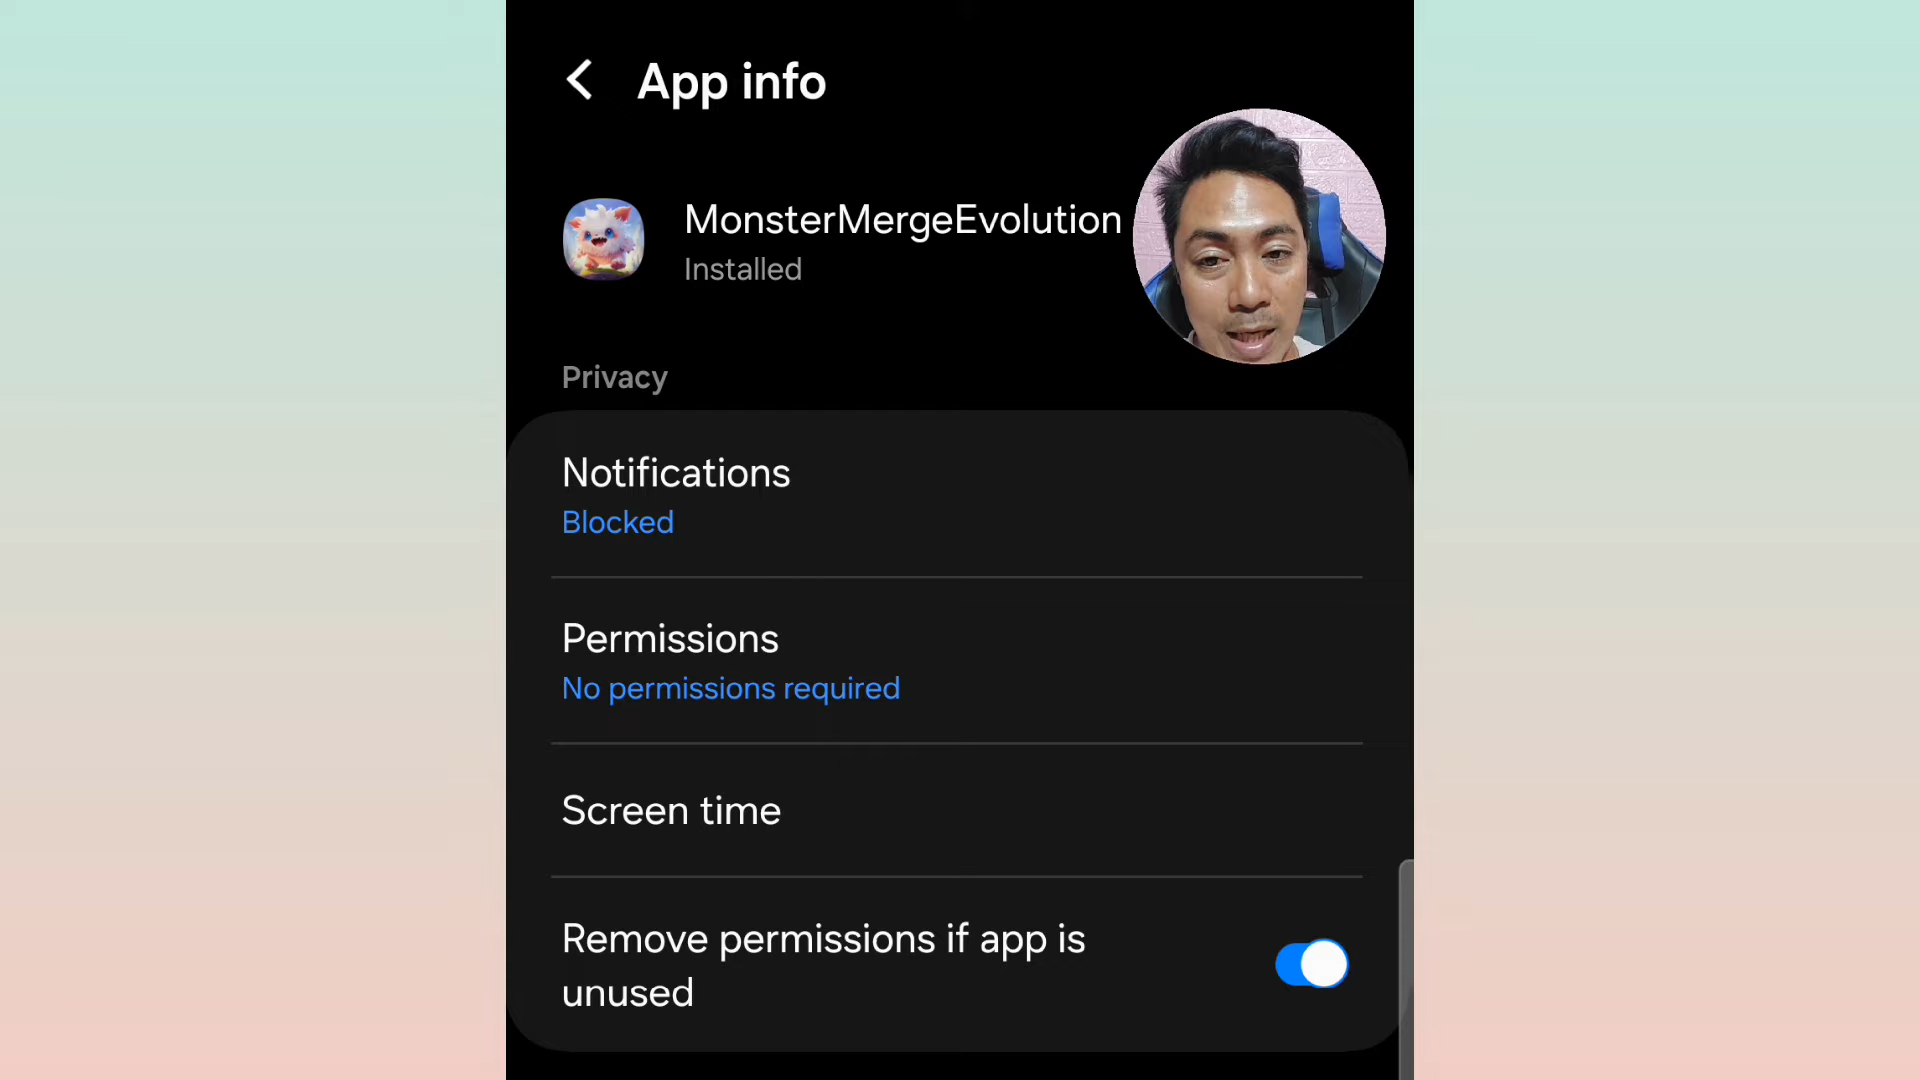 App info
MonsterMergeEvolution
Installed
Privacy
Notifications
Blocked
Permissions
No permissions required
Screen time
Remove permissions if app is
unused